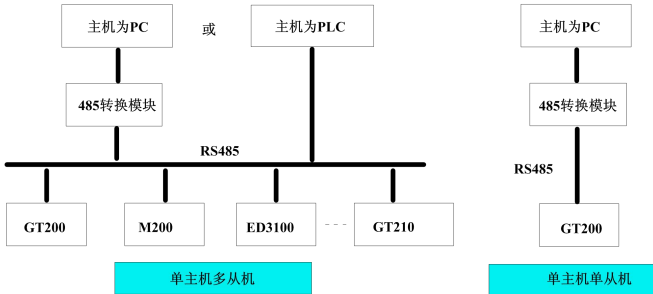 主机为PC
或
主机为PLC
485转换模块
RS485
GT200
M200
ED3100
GT210
单主机多从机
主机为PC
485转换模块
RS485
GT200
单主机单从机